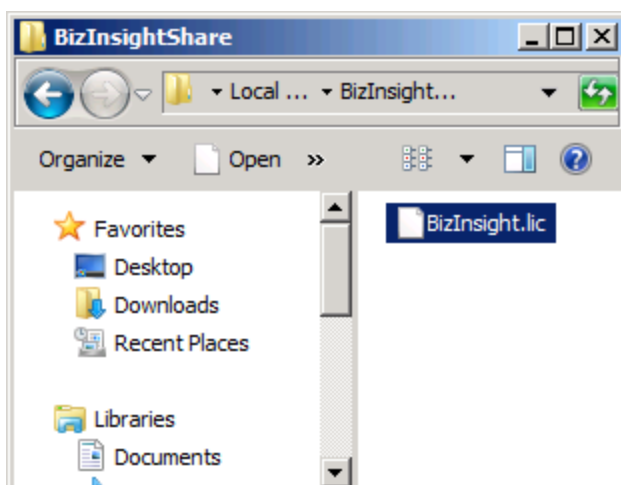 BizInsightShare
Local ... BizInsight...
Organize Open »
Favorites
Desktop
Downloads
Recent Places
Libraries
Documents
BizInsight.lic